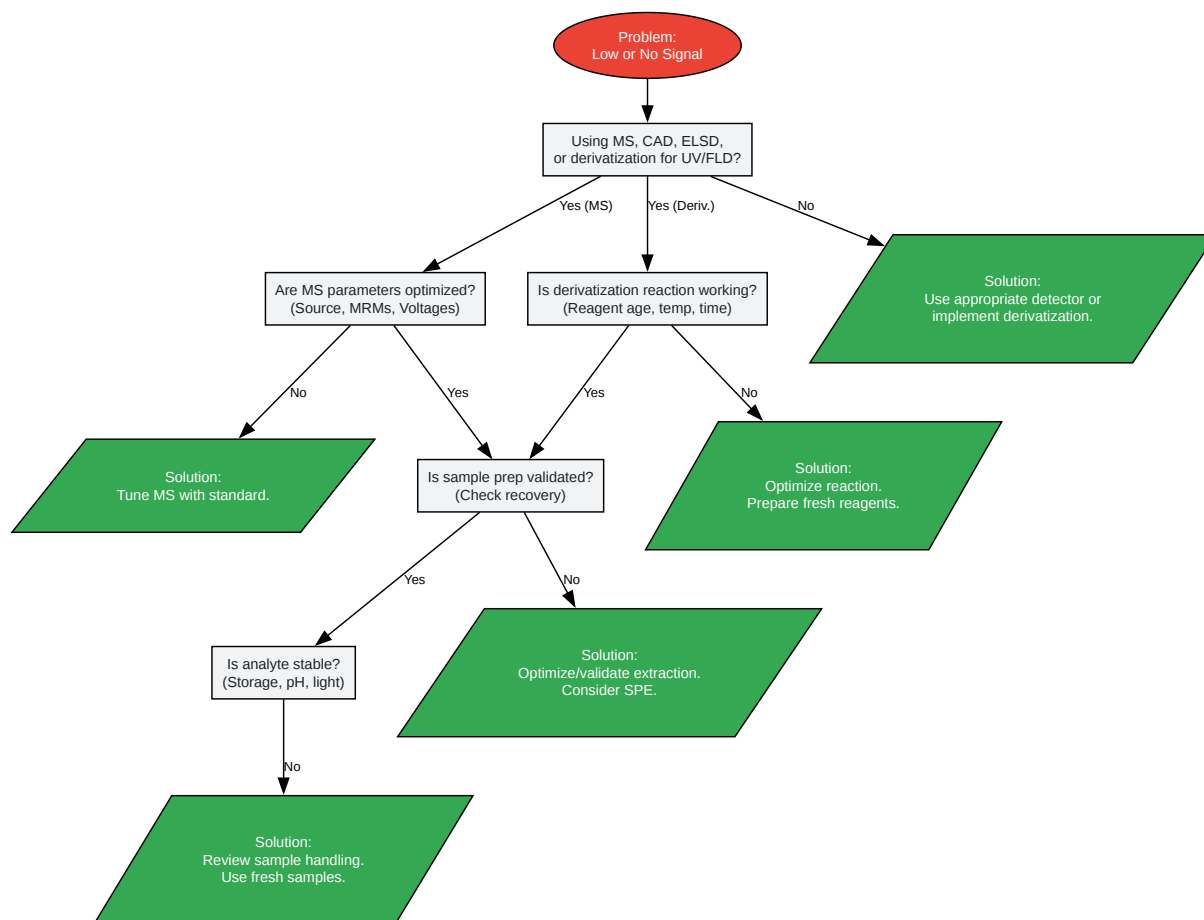 Problem:
Low or No Signal
Using MS, CAD, ELSD,
or derivatization for UV/FLD?
Yes (MS)
Yes (Deriv.)
No
Solution:
Use appropriate detector or
implement derivatization.
Are MS parameters optimized?
(Source, MRMs, Voltages)
Is derivatization reaction working?
(Reagent age, temp, time)
No
Yes
Yes
No
Solution:
Tune MS with standard.
Is sample prep validated?
(Check recovery)
Solution:
Optimize reaction.
Prepare fresh reagents.
Yes
No
Is analyte stable?
(Storage, pH, light)
Solution:
Optimize/validate extraction.
Consider SPE.
No
Solution:
Review sample handling.
Use fresh samples.